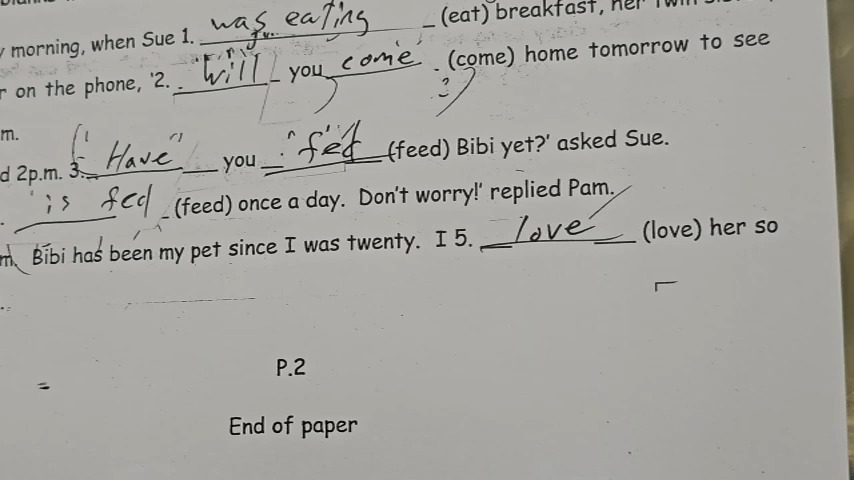 morning, when Sue 1. was eating (eat) breakfast, her twin
on the phone, '2. Will you come (come) home tomorrow to see
m.
2p.m. 3. Have you fed (feed) Bibi yet?' asked Sue.
is fed (feed) once a day. Don't worry!' replied Pam.
Bibi has been my pet since I was twenty. I 5. love (love) her so
P.2
End of paper